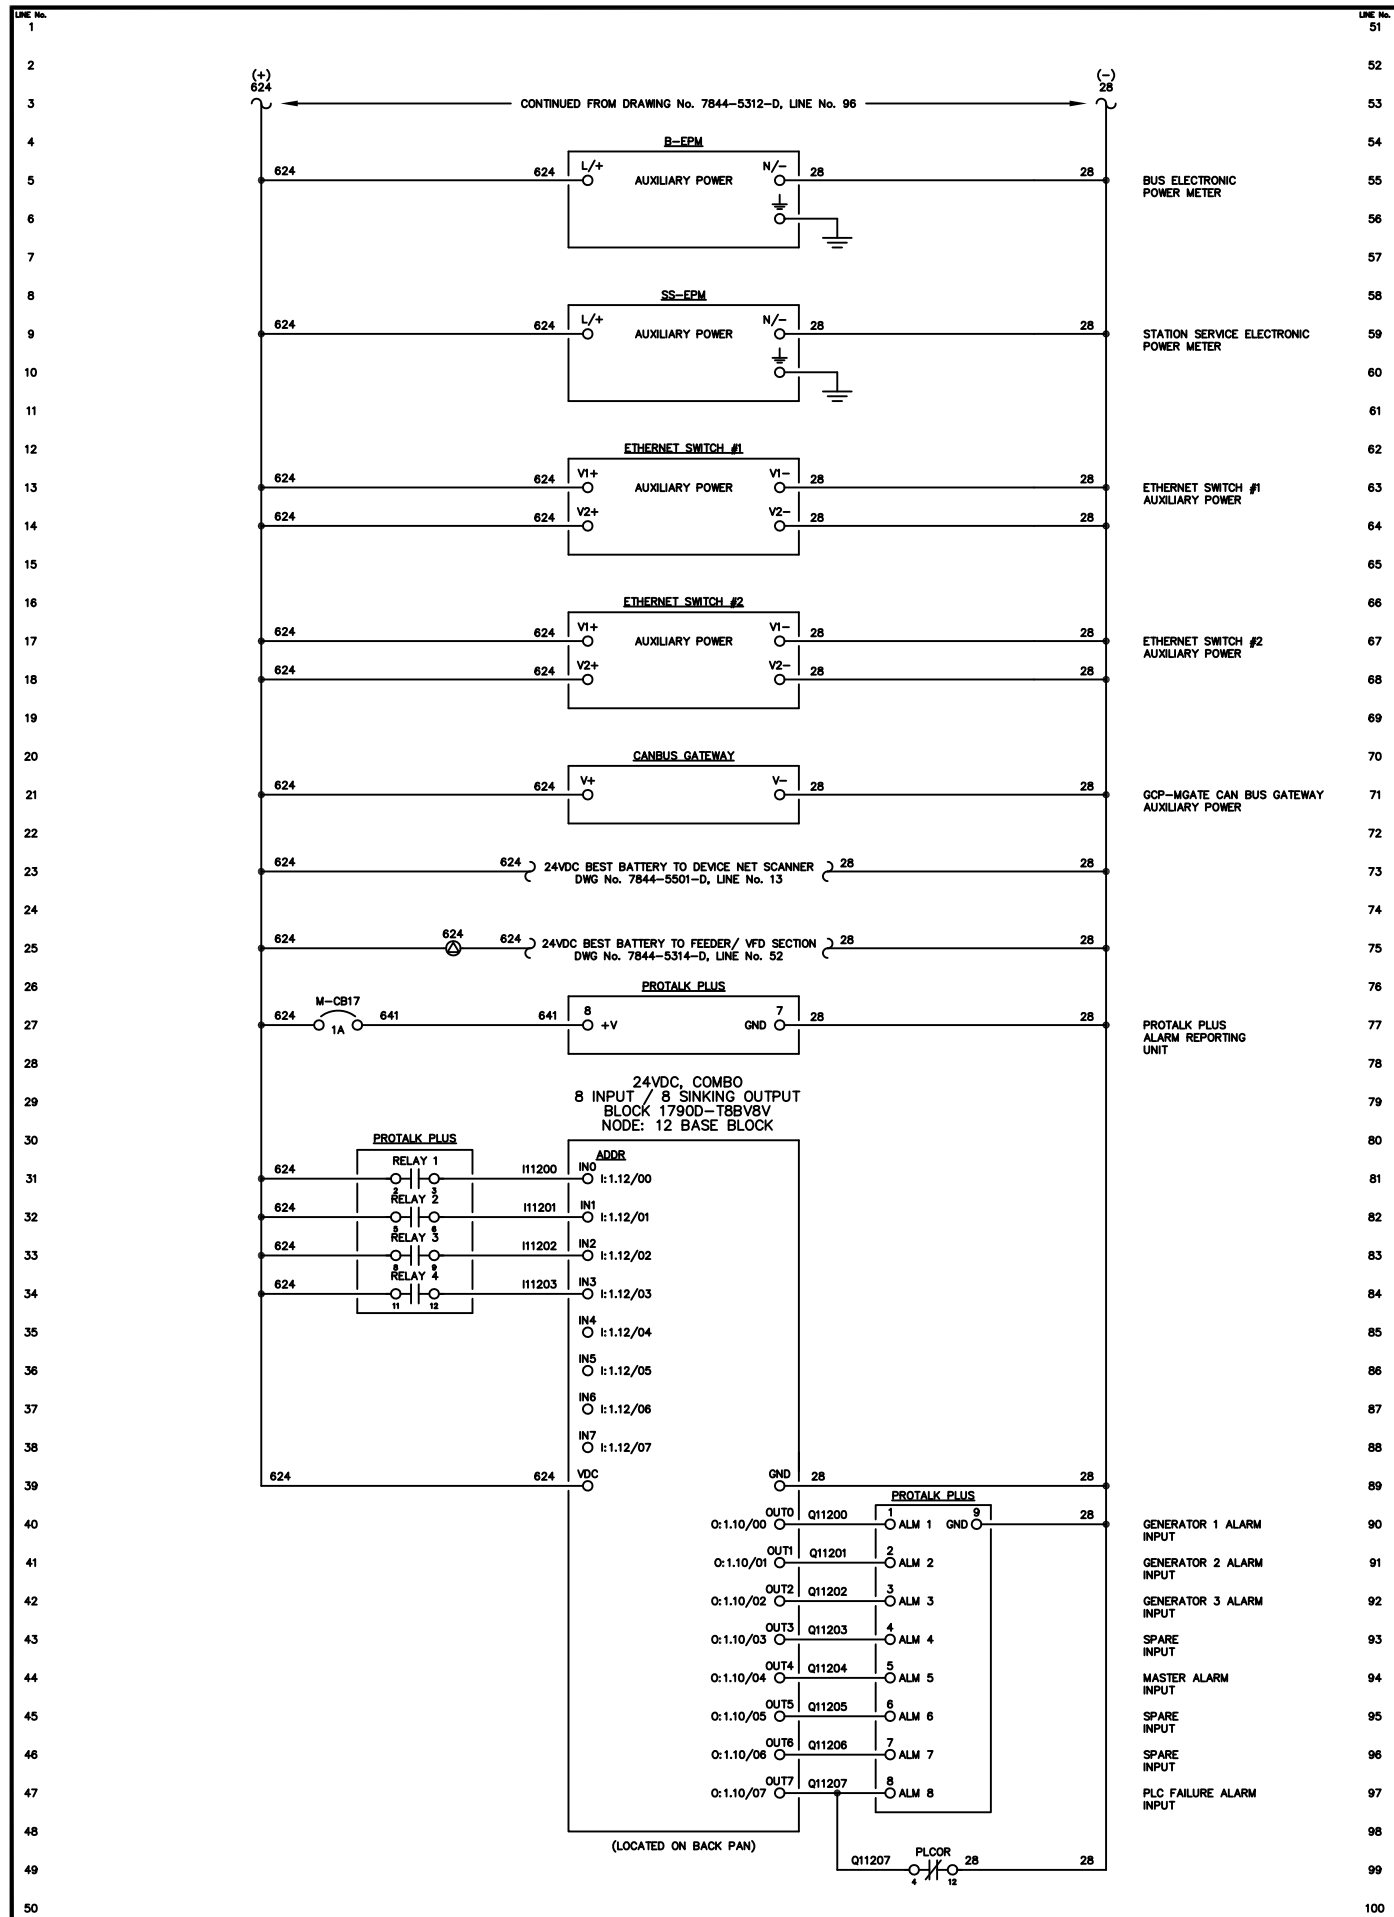 LINE No. LINE No.
1 51
2 52
(+) (-)
624 28
3 CONTINUED FROM DRAWING No. 7844-5312-D, LINE No. 96 53
4 B-EPM 54
624 624 L/+ N/- 28 28
5 AUXILIARY POWER BUS ELECTRONIC 55
POWER METER
6 56
7 57
8 SS-EPM 58
624 624 L/+ N/- 28 28
9 AUXILIARY POWER STATION SERVICE ELECTRONIC 59
POWER METER
10 60
11 61
12 ETHERNET SWITCH #1 62
624 624 V1+ V1- 28 28
13 AUXILIARY POWER ETHERNET SWITCH #1 63
AUXILIARY POWER
624 624 V2+ V2- 28 28
14 64
15 65
16 ETHERNET SWITCH #2 66
624 624 V1+ V1- 28 28
17 AUXILIARY POWER ETHERNET SWITCH #2 67
AUXILIARY POWER
624 624 V2+ V2- 28 28
18 68
19 69
20 CANBUS GATEWAY 70
624 624 V+ V- 28 28
21 GCP-MGATE CAN BUS GATEWAY 71
AUXILIARY POWER
22 72
624 624 28 28
23 24VDC BEST BATTERY TO DEVICE NET SCANNER 73
DWG No. 7844-5501-D, LINE No. 13
24 74
624 624 624 28 28
25 24VDC BEST BATTERY TO FEEDER/ VFD SECTION 75
DWG No. 7844-5314-D, LINE No. 52
26 PROTALK PLUS 76
M-CB17
624 641 641 8 7 28 28
27 1A +V GND PROTALK PLUS 77
ALARM REPORTING
UNIT
28 78
24VDC, COMBO
8 INPUT / 8 SINKING OUTPUT
29 79
BLOCK 1790D-T8BV8V
NODE: 12 BASE BLOCK
30 PROTALK PLUS 80
ADDR
624 RELAY 1 I11200 IN0
31 I:1.12/00 81
2 3
624 RELAY 2 I11201 IN1
32 I:1.12/01 82
5 6
624 RELAY 3 I11202 IN2
33 I:1.12/02 83
8 9
624 RELAY 4 I11203 IN3
34 I:1.12/03 84
11 12
IN4
35 I:1.12/04 85
IN5
36 I:1.12/05 86
IN6
37 I:1.12/06 87
IN7
38 I:1.12/07 88
624 624 VDC GND 28 28
39 89
PROTALK PLUS
OUT0 Q11200 1 9 28
40 O:1.10/00 ALM 1 GND GENERATOR 1 ALARM 90
INPUT
OUT1 Q11201 2
41 O:1.10/01 ALM 2 GENERATOR 2 ALARM 91
INPUT
OUT2 Q11202 3
42 O:1.10/02 ALM 3 GENERATOR 3 ALARM 92
INPUT
OUT3 Q11203 4
43 O:1.10/03 ALM 4 SPARE 93
INPUT
OUT4 Q11204 5
44 O:1.10/04 ALM 5 MASTER ALARM 94
INPUT
OUT5 Q11205 6
45 O:1.10/05 ALM 6 SPARE 95
INPUT
OUT6 Q11206 7
46 O:1.10/06 ALM 7 SPARE 96
INPUT
OUT7 Q11207 8
47 O:1.10/07 ALM 8 PLC FAILURE ALARM 97
INPUT
48 98
(LOCATED ON BACK PAN)
Q11207 PLCOR 28 28
49 99
4 12
50 100